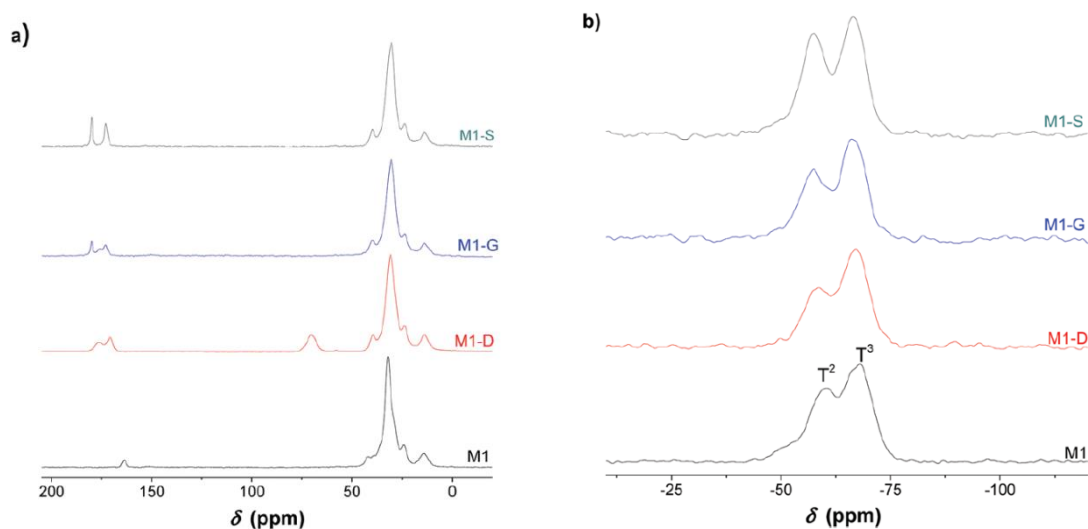 a)
M1-S
M1-G
M1-D
M1
200 150 100 50 0
δ (ppm)
b)
M1-S
M1-G
M1-D
T² T³
M1
-25 -50 -75 -100
δ (ppm)